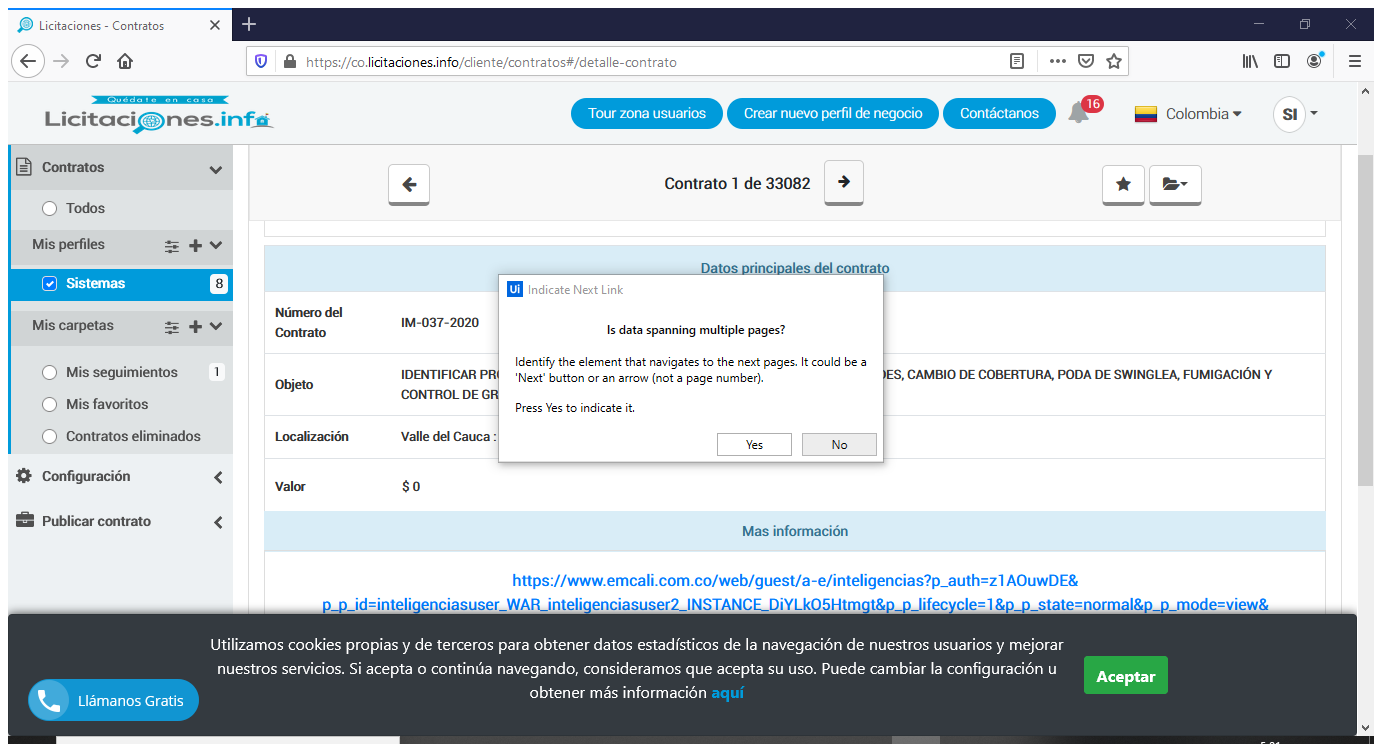 Licitaciones - Contratos
https://co.licitaciones.info/cliente/contratos#/detalle-contrato
Quédate en casa
Licitaciones.info
Tour zona usuarios
Crear nuevo perfil de negocio
Contáctanos
16
Colombia
SI
Contratos
Todos
Mis perfiles
Sistemas 8
Mis carpetas
Mis seguimientos 1
Mis favoritos
Contratos eliminados
Configuración
Publicar contrato
Contrato 1 de 33082
Datos principales del contrato
Número del
Contrato
IM-037-2020
Objeto
IDENTIFICAR
, CAMBIO DE COBERTURA, PODA DE SWINGLEA, FUMIGACIÓN Y
CONTROL DE
Localización
Valle del Cauca :
Valor
$ 0
Mas información
https://www.emcali.com.co/web/guest/a-e/inteligencias?p_auth=z1AOuwDE&
p_p_id=inteligenciasuser_WAR_inteligenciasuser2_INSTANCE_DiYLkO5Htmgt&p_p_lifecycle=1&p_p_state=normal&p_p_mode=view&
Ui Indicate Next Link
Is data spanning multiple pages?
Identify the element that navigates to the next pages. It could be a
'Next' button or an arrow (not a page number).
Press Yes to indicate it.
Yes
No
Utilizamos cookies propias y de terceros para obtener datos estadísticos de la navegación de nuestros usuarios y mejorar
nuestros servicios. Si acepta o continúa navegando, consideramos que acepta su uso. Puede cambiar la configuración u
obtener más información aquí
Aceptar
Llámanos Gratis